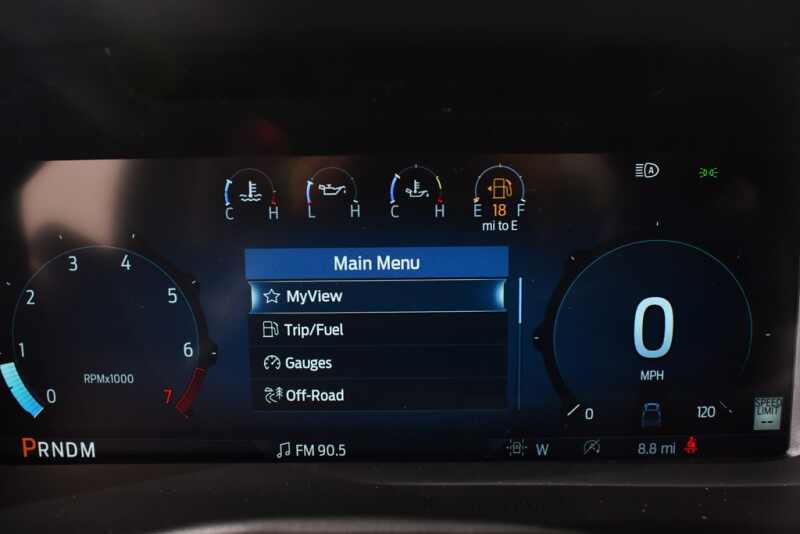 C H
L H
C H
E 18 F
mi to E
A
Main Menu
MyView
Trip/Fuel
Gauges
Off-Road
0 1 2 3 4 5 6 7
RPMx1000
0
MPH
0 120
SPEED
LIMIT
--
PRNDM
FM 90.5
W
8.8 mi